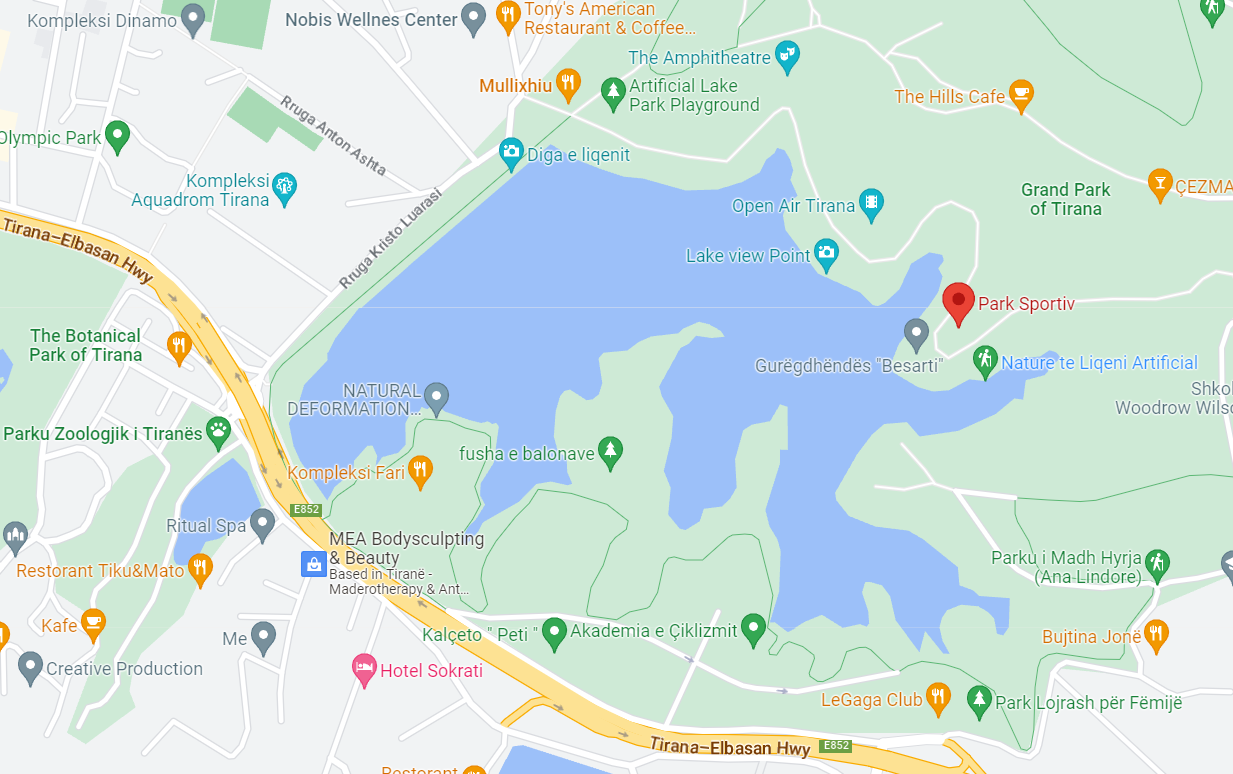 Kompleksi Dinamo
Nobis Wellnes Center
Tony's American
Restaurant & Coffee...
The Amphitheatre
Mullixhiu
Artificial Lake
Park Playground
The Hills Cafe
Rruga Anton Ashta
Olympic Park
Diga e liqenit
Kompleksi
Aquadrom Tirana
Grand Park
of Tirana
ÇEZMA
Open Air Tirana
Rruga Kristo Luarasi
Tirana–Elbasan Hwy
Lake view Point
Park Sportiv
The Botanical
Park of Tirana
Gurëgdhëndës "Besarti"
Nature te Liqeni Artificial
NATURAL
DEFORMATION...
Shkol
Woodrow Wils
Parku Zoologjik i Tiranës
fusha e balonave
Kompleksi Fari
E852
Ritual Spa
MEA Bodysculpting
& Beauty
Based in Tiranë -
Maderotherapy & Ant...
Restorant Tiku&Mato
Parku i Madh Hyrja
(Ana Lindore)
Kafe
Me
Kalçeto " Peti "
Akademia e Çiklizmit
Bujtina Jonë
Creative Production
Hotel Sokrati
LeGaga Club
Park Lojrash për Fëmijë
Tirana–Elbasan Hwy
E852
Restorant